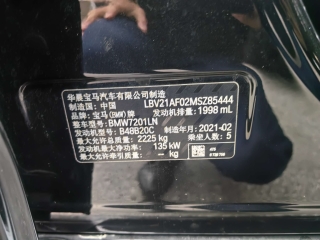 华晨宝马汽车有限公司制造
制造国: 中国 LBV21AF02MSZ85444
品牌: 宝马(BMW)牌 发动机排量: 1998 mL
整车型号: BMW7201LN
发动机型号: B48B20C 制造年月: 2021-02
最大允许总质量: 2225 kg 乘坐人数: 5
发动机最大净功率: 135 kW
最大允许牵引质量: -- kg